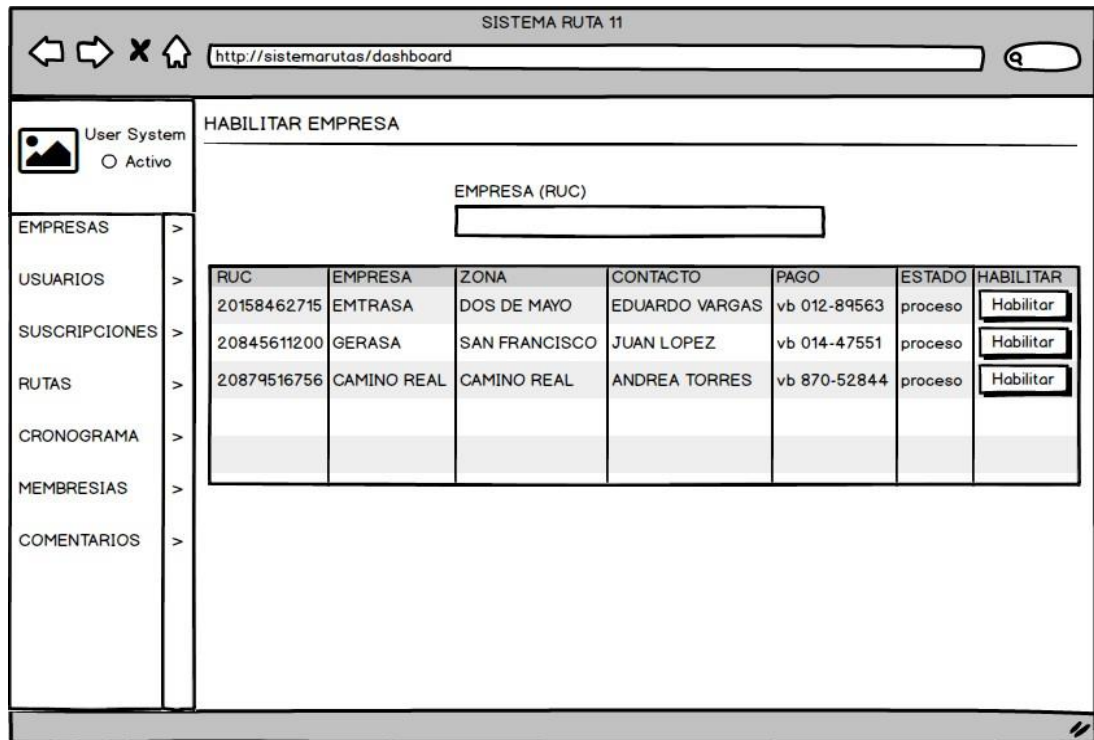 SISTEMA RUTA 11
http://sistemarutas/dashboard
User System
Activo
EMPRESAS >
USUARIOS >
SUSCRIPCIONES >
RUTAS >
CRONOGRAMA >
MEMBRESIAS >
COMENTARIOS >
HABILITAR EMPRESA
EMPRESA (RUC)
RUC EMPRESA ZONA CONTACTO PAGO ESTADO HABILITAR
20158462715 EMTRASA DOS DE MAYO EDUARDO VARGAS vb 012-89563 proceso Habilitar
20845611200 GERASA SAN FRANCISCO JUAN LOPEZ vb 014-47551 proceso Habilitar
20879516756 CAMINO REAL CAMINO REAL ANDREA TORRES vb 870-52844 proceso Habilitar